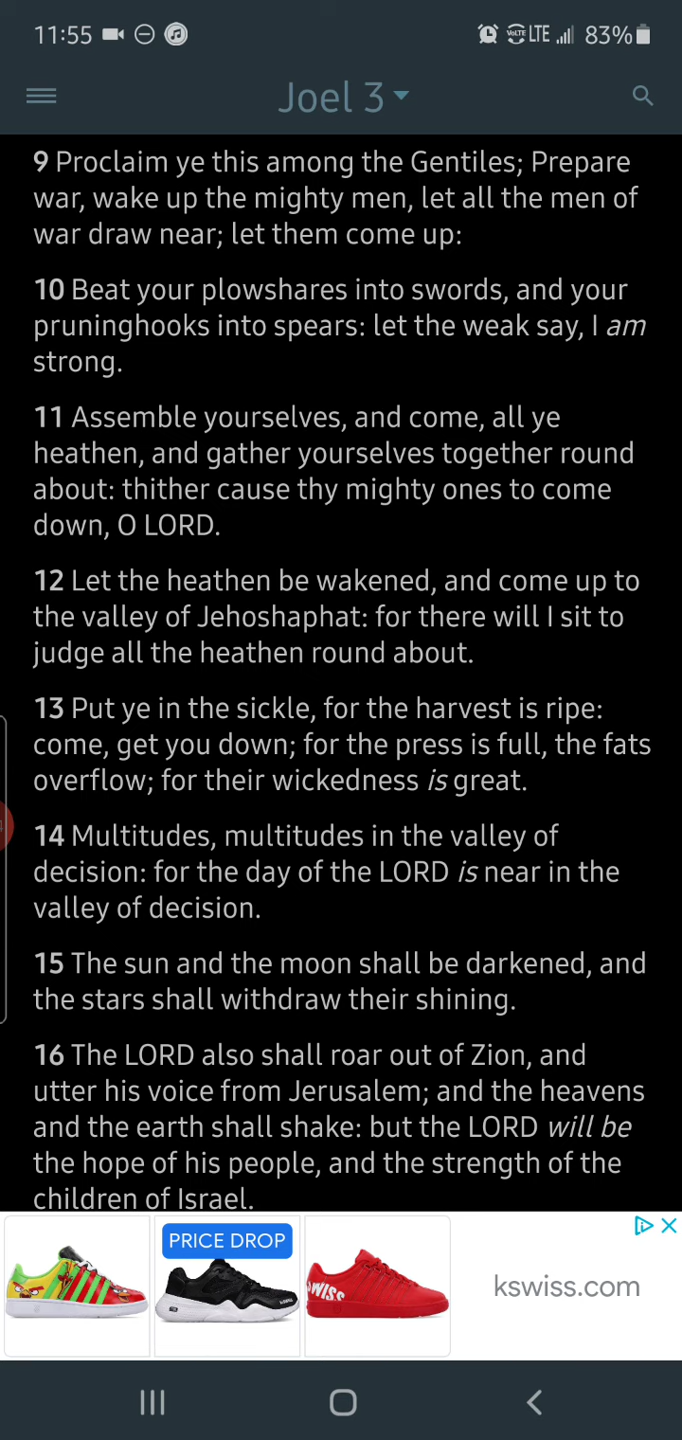 11:55
VoLTE LTE 83%
Joel 3
9 Proclaim ye this among the Gentiles; Prepare
war, wake up the mighty men, let all the men of
war draw near; let them come up:
10 Beat your plowshares into swords, and your
pruninghooks into spears: let the weak say, I am
strong.
11 Assemble yourselves, and come, all ye
heathen, and gather yourselves together round
about: thither cause thy mighty ones to come
down, O LORD.
12 Let the heathen be wakened, and come up to
the valley of Jehoshaphat: for there will I sit to
judge all the heathen round about.
13 Put ye in the sickle, for the harvest is ripe:
come, get you down; for the press is full, the fats
overflow; for their wickedness is great.
14 Multitudes, multitudes in the valley of
decision: for the day of the LORD is near in the
valley of decision.
15 The sun and the moon shall be darkened, and
the stars shall withdraw their shining.
16 The LORD also shall roar out of Zion, and
utter his voice from Jerusalem; and the heavens
and the earth shall shake: but the LORD will be
the hope of his people, and the strength of the
children of Israel.
PRICE DROP
WISS
kswiss.com